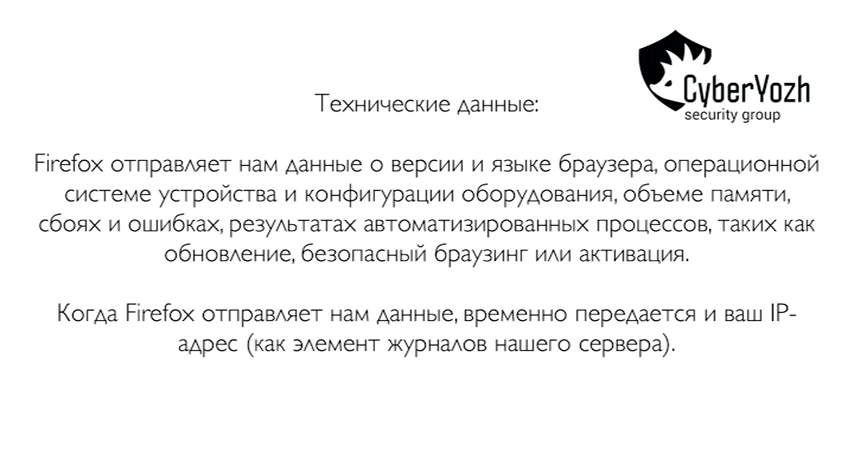 CyberYozh
security group
Технические данные:
Firefox отправляет нам данные о версии и языке браузера, операционной
системе устройства и конфигурации оборудования, объеме памяти,
сбоях и ошибках, результатах автоматизированных процессов, таких как
обновление, безопасный браузинг или активация.
Когда Firefox отправляет нам данные, временно передается и ваш IP-
адрес (как элемент журналов нашего сервера).